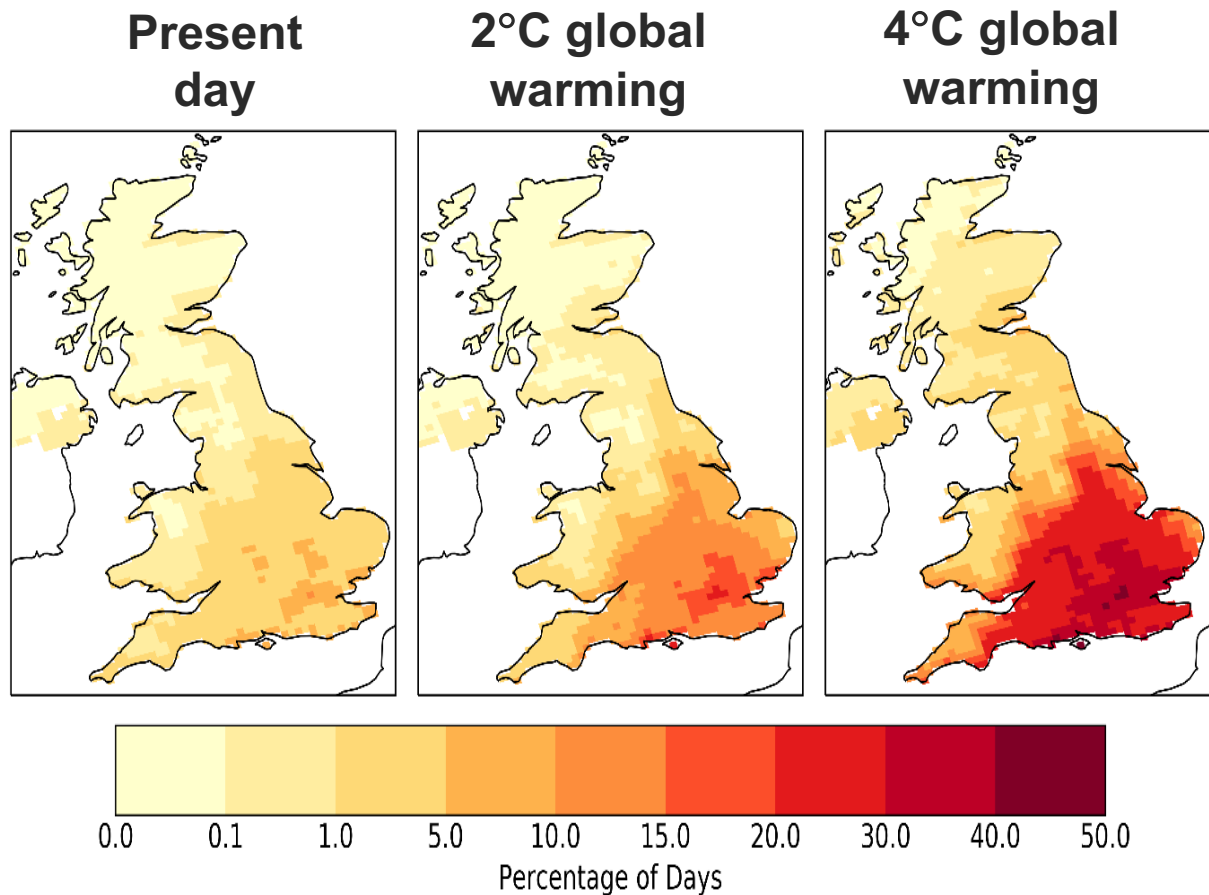 Present
day
2°C global
warming
4°C global
warming
0.0 0.1 1.0 5.0 10.0 15.0 20.0 30.0 40.0 50.0
Percentage of Days